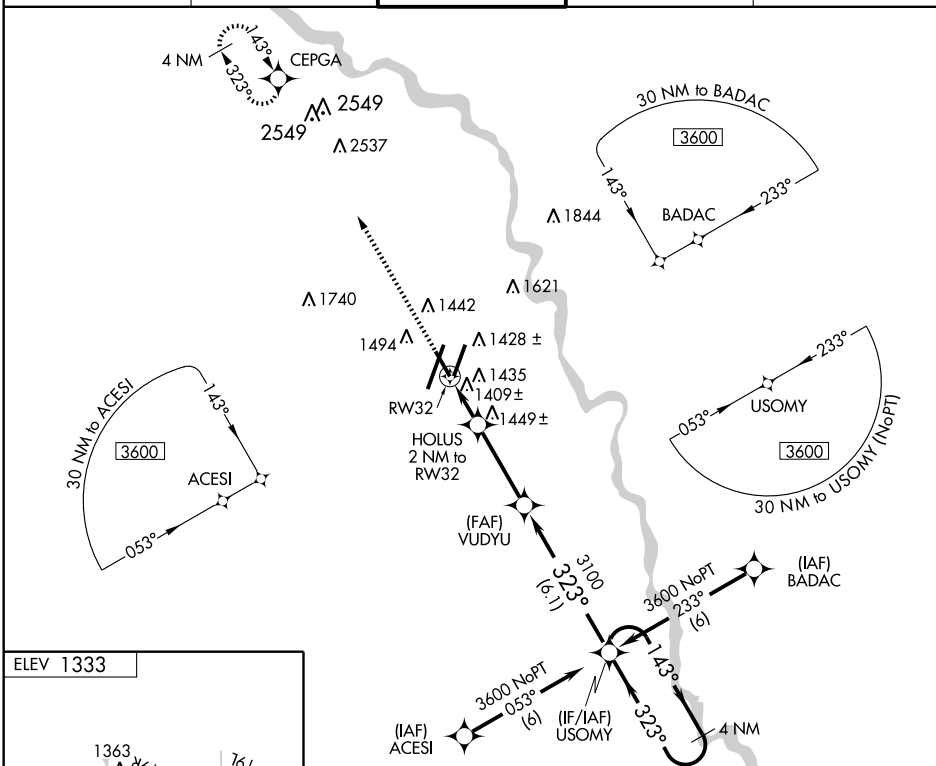 4 NM
143°
323°
CEPGA
2549
2549
2537
30 NM to BADAC
3600
143°
233°
BADAC
1844
1740
1442
1621
1494
1428 ±
1435
1409±
1449±
RW32
HOLUS
2 NM to
RW32
30 NM to ACESI
143°
3600
ACESI
053°
233°
USOMY
053°
3600
30 NM to USOMY (NoPT)
(FAF)
VUDYU
3100
323°
(6.1)
(IAF)
BADAC
3600 NoPT
233°
(6)
3600 NoPT
053°
(6)
(IAF)
ACESI
(IF/IAF)
USOMY
143°
323°
4 NM
ELEV 1333
1363